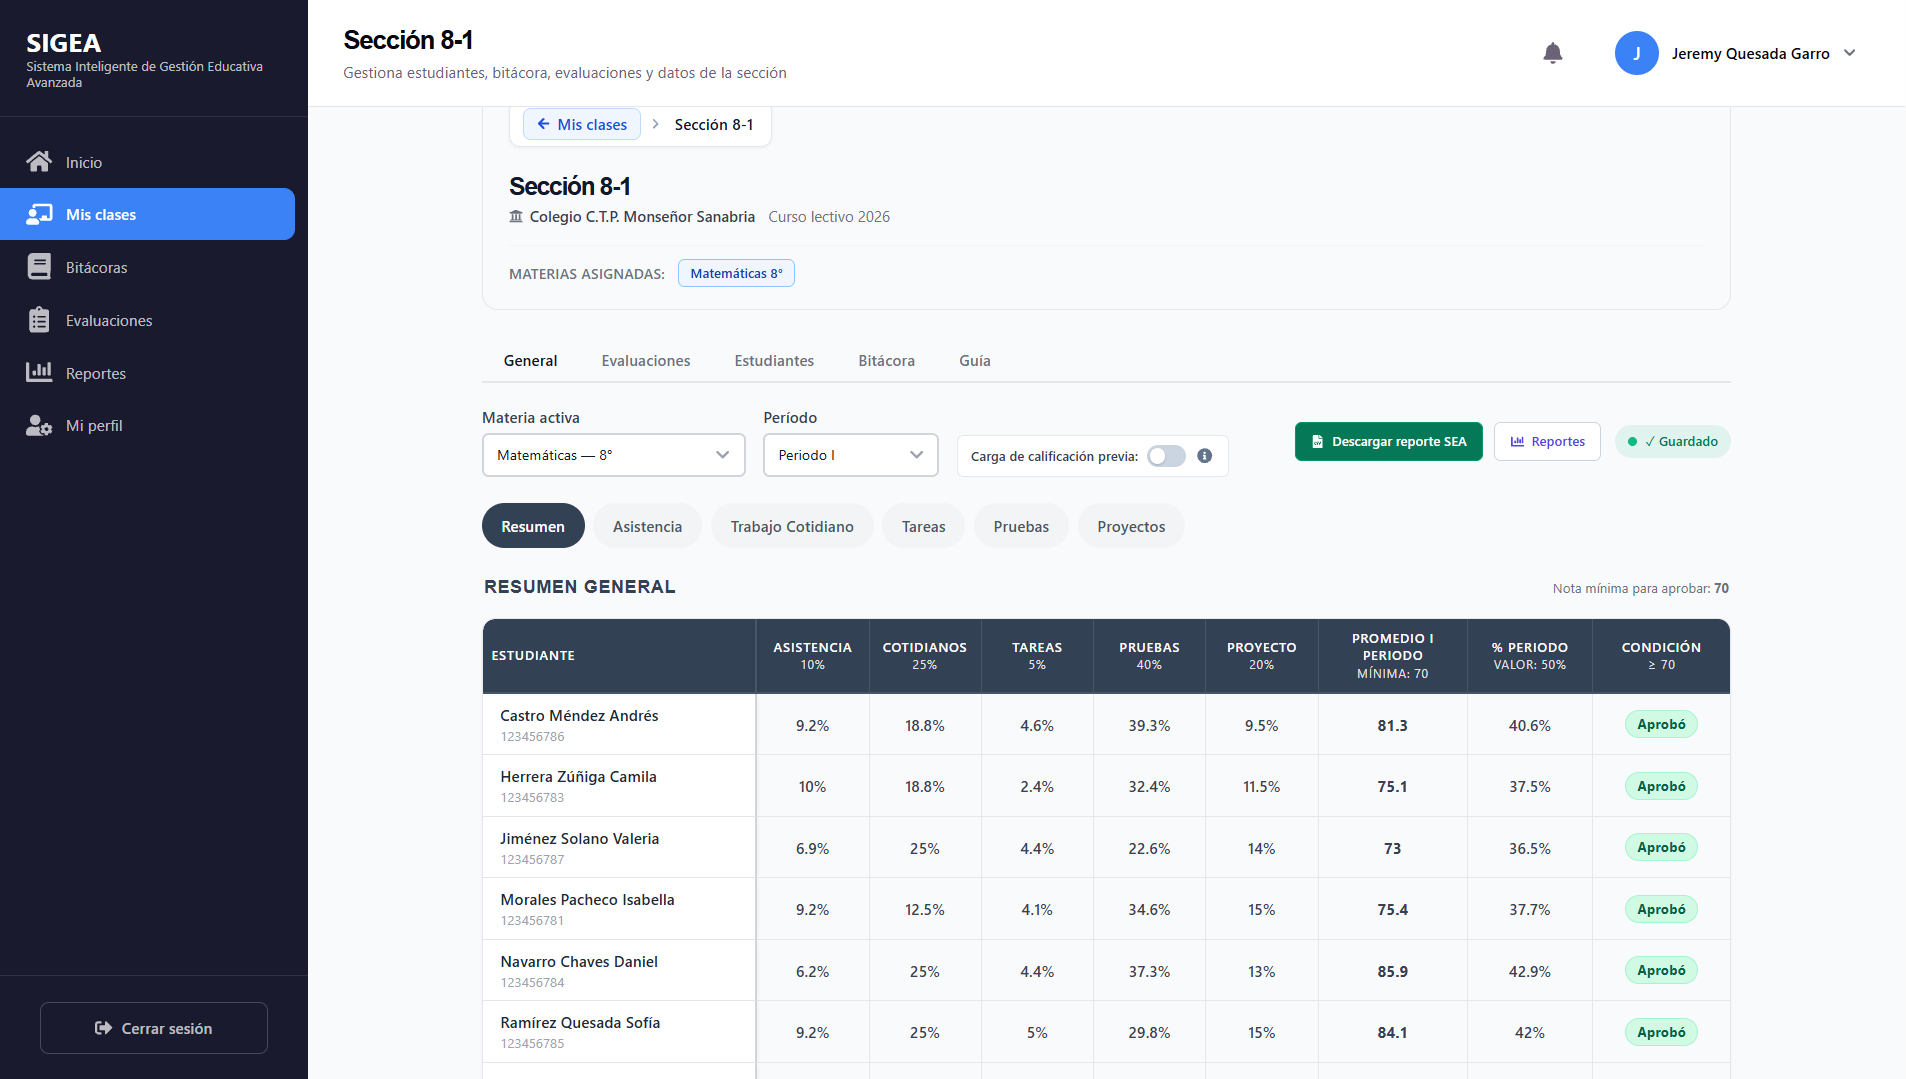 SIGEA
Sistema Inteligente de Gestión Educativa
Avanzada
Inicio
Mis clases
Bitácoras
Evaluaciones
Reportes
Mi perfil
Cerrar sesión
Sección 8-1
Gestiona estudiantes, bitácora, evaluaciones y datos de la sección
J
Jeremy Quesada Garro
Mis clases
Sección 8-1
Sección 8-1
Colegio C.T.P. Monseñor Sanabria Curso lectivo 2026
MATERIAS ASIGNADAS: Matemáticas 8°
General Evaluaciones Estudiantes Bitácora Guía
Materia activa Período
Matemáticas — 8° Periodo I Carga de calificación previa: Descargar reporte SEA Reportes ✓ Guardado
Resumen Asistencia Trabajo Cotidiano Tareas Pruebas Proyectos
RESUMEN GENERAL Nota mínima para aprobar: 70
ESTUDIANTE
ASISTENCIA
10%
COTIDIANOS
25%
TAREAS
5%
PRUEBAS
40%
PROYECTO
20%
PROMEDIO I
PERIODO
MÍNIMA: 70
% PERIODO
VALOR: 50%
CONDICIÓN
≥ 70
Castro Méndez Andrés
123456786
9.2% 18.8% 4.6% 39.3% 9.5% 81.3 40.6% Aprobó
Herrera Zúñiga Camila
123456783
10% 18.8% 2.4% 32.4% 11.5% 75.1 37.5% Aprobó
Jiménez Solano Valeria
123456787
6.9% 25% 4.4% 22.6% 14% 73 36.5% Aprobó
Morales Pacheco Isabella
123456781
9.2% 12.5% 4.1% 34.6% 15% 75.4 37.7% Aprobó
Navarro Chaves Daniel
123456784
6.2% 25% 4.4% 37.3% 13% 85.9 42.9% Aprobó
Ramírez Quesada Sofía
123456785
9.2% 25% 5% 29.8% 15% 84.1 42% Aprobó